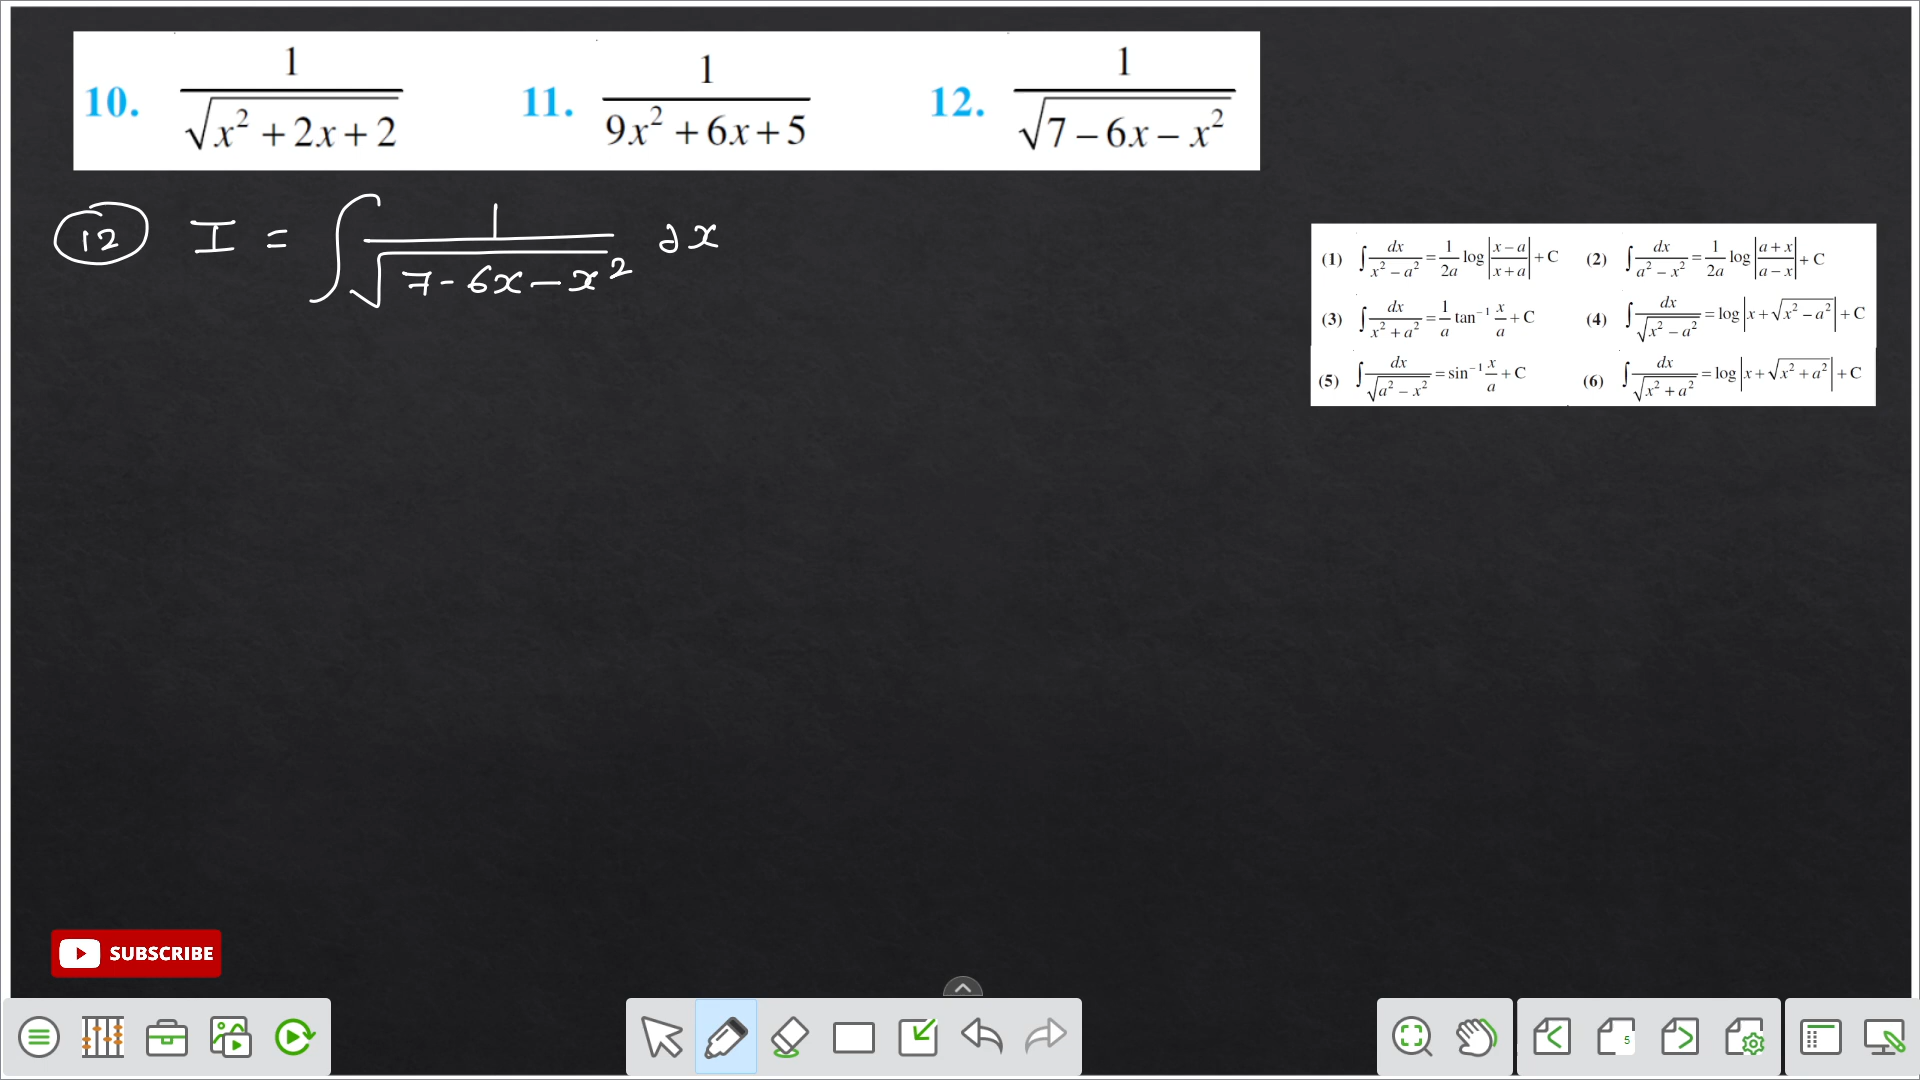 10. 1/√(x² + 2x + 2) 11. 1/(9x² + 6x + 5) 12. 1/√(7 – 6x – x²)
(12) I = ∫ 1/√(7 - 6x - x²) dx
(1) ∫ dx/(x² – a²) = 1/2a log |(x – a)/(x + a)| + C (2) ∫ dx/(a² – x²) = 1/2a log |(a + x)/(a – x)| + C
(3) ∫ dx/(x² + a²) = 1/a tan⁻¹ x/a + C (4) ∫ dx/√(x² – a²) = log |x + √(x² – a²)| + C
(5) ∫ dx/√(a² – x²) = sin⁻¹ x/a + C (6) ∫ dx/√(x² + a²) = log |x + √(x² + a²)| + C
SUBSCRIBE
5